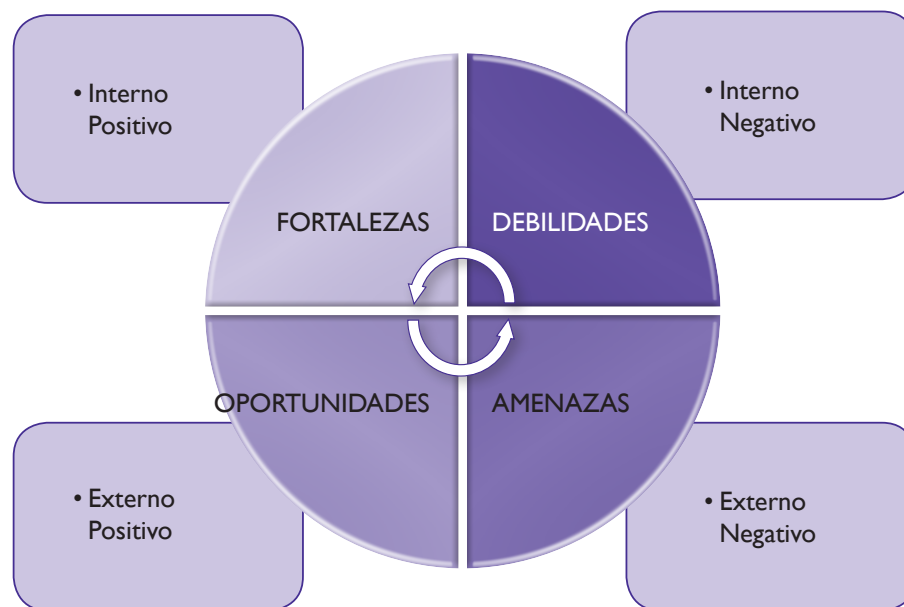 • Interno
Positivo
• Interno
Negativo
FORTALEZAS
DEBILIDADES
OPORTUNIDADES
AMENAZAS
• Externo
Positivo
• Externo
Negativo